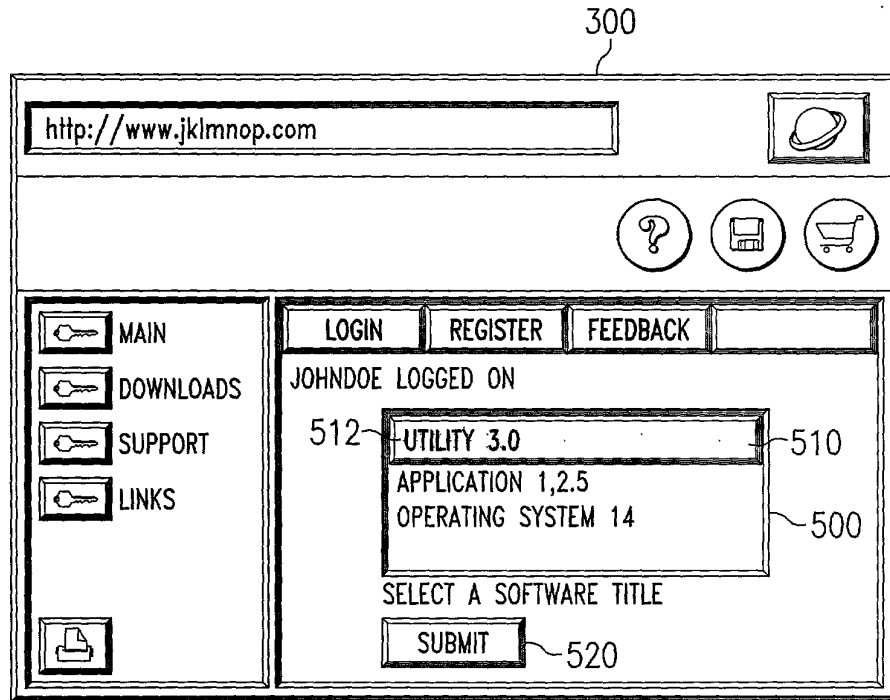 300
http://www.jklmnop.com
?
MAIN
DOWNLOADS
SUPPORT
LINKS
LOGIN REGISTER FEEDBACK
JOHNDOE LOGGED ON
512 UTILITY 3.0 510
APPLICATION 1,2.5
OPERATING SYSTEM 14
500
SELECT A SOFTWARE TITLE
SUBMIT 520